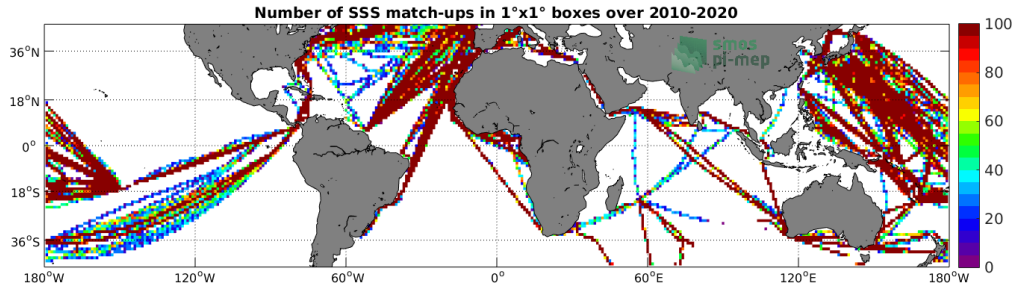 Number of SSS match-ups in 1°x1° boxes over 2010-2020
smos
pi-mep
36°N
18°N
0°
18°S
36°S
180°W
120°W
60°W
0°
60°E
120°E
180°W
100
80
60
40
20
0